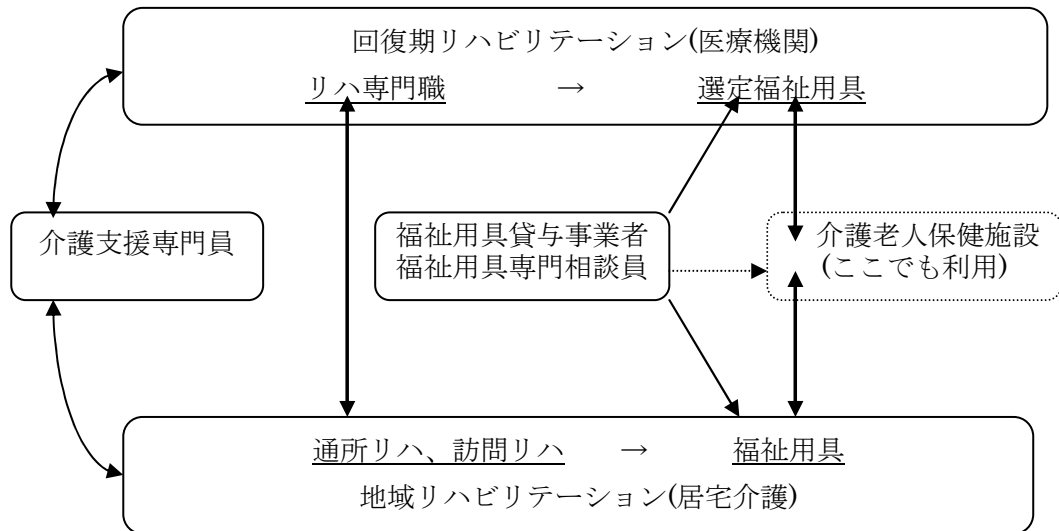 回復期リハビリテーション(医療機関)
リハ専門職 → 選定福祉用具
介護支援専門員
福祉用具貸与事業者
福祉用具専門相談員
介護老人保健施設
(ここでも利用)
通所リハ、訪問リハ → 福祉用具
地域リハビリテーション(居宅介護)